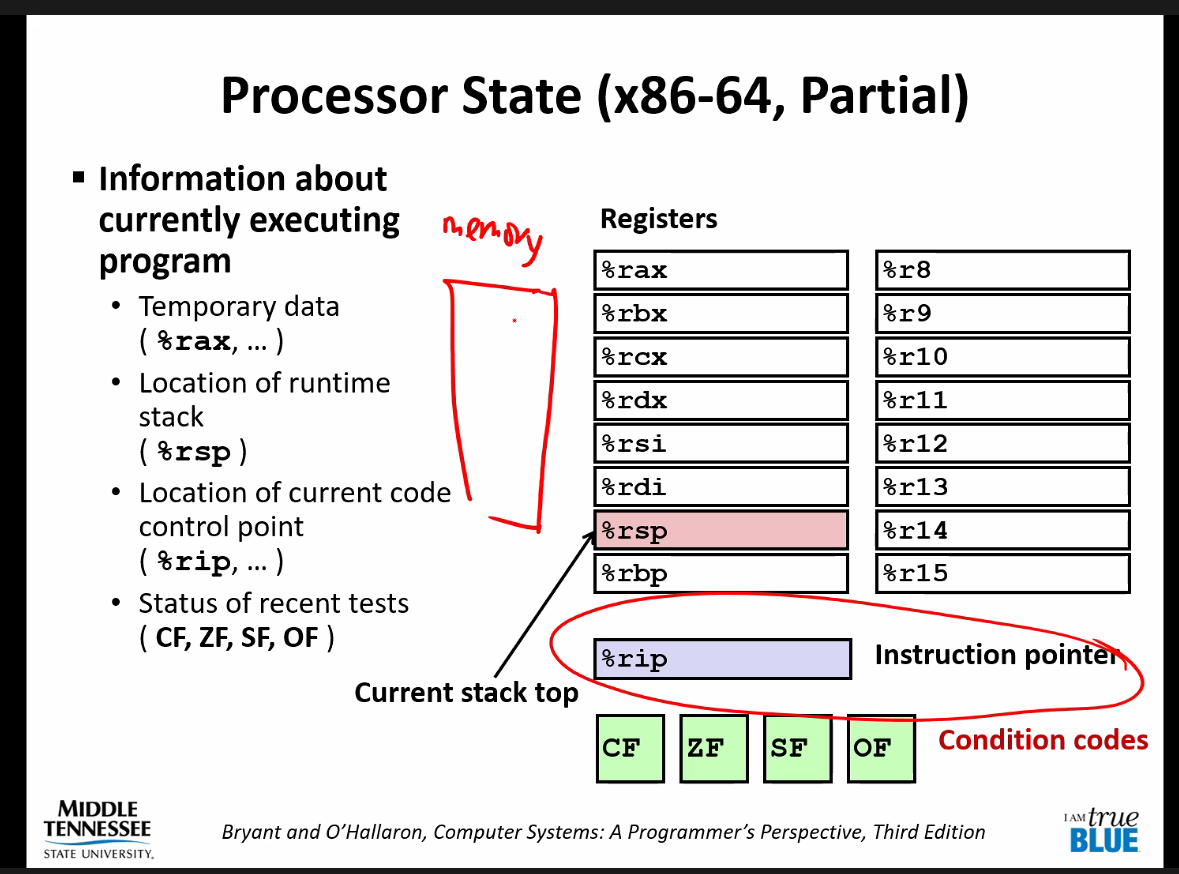 Processor State (x86-64, Partial)
▪ Information about
currently executing
program
• Temporary data
( %rax, … )
• Location of runtime
stack
( %rsp )
• Location of current code
control point
( %rip, … )
• Status of recent tests
( CF, ZF, SF, OF )
memory
Registers
%rax %r8
%rbx %r9
%rcx %r10
%rdx %r11
%rsi %r12
%rdi %r13
%rsp %r14
%rbp %r15
%rip Instruction pointer
Current stack top
CF ZF SF OF Condition codes
MIDDLE
TENNESSEE
STATE UNIVERSITY.
Bryant and O’Hallaron, Computer Systems: A Programmer’s Perspective, Third Edition
I AM true
BLUE